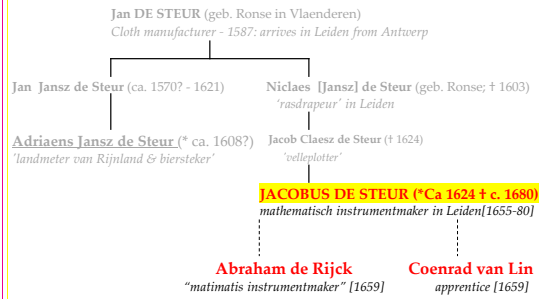 Jan DE STEUR (geb. Ronse in Vlaenderen)
Cloth manufacturer - 1587: arrives in Leiden from Antwerp
Jan Jansz de Steur (ca. 1570? - 1621)
Niclaes [Jansz] de Steur (geb. Ronse; † 1603)
'rasdrapeur' in Leiden
Adriaens Jansz de Steur (* ca. 1608?)
'landmeter van Rijnland & biersteker'
Jacob Claesz de Steur († 1624)
'velleplotter'
JACOBUS DE STEUR (*Ca 1624 † c. 1680)
mathematisch instrumentmaker in Leiden[1655-80]
Abraham de Rijck
"matimatis instrumentmaker" [1659]
Coenrad van Lin
apprentice [1659]